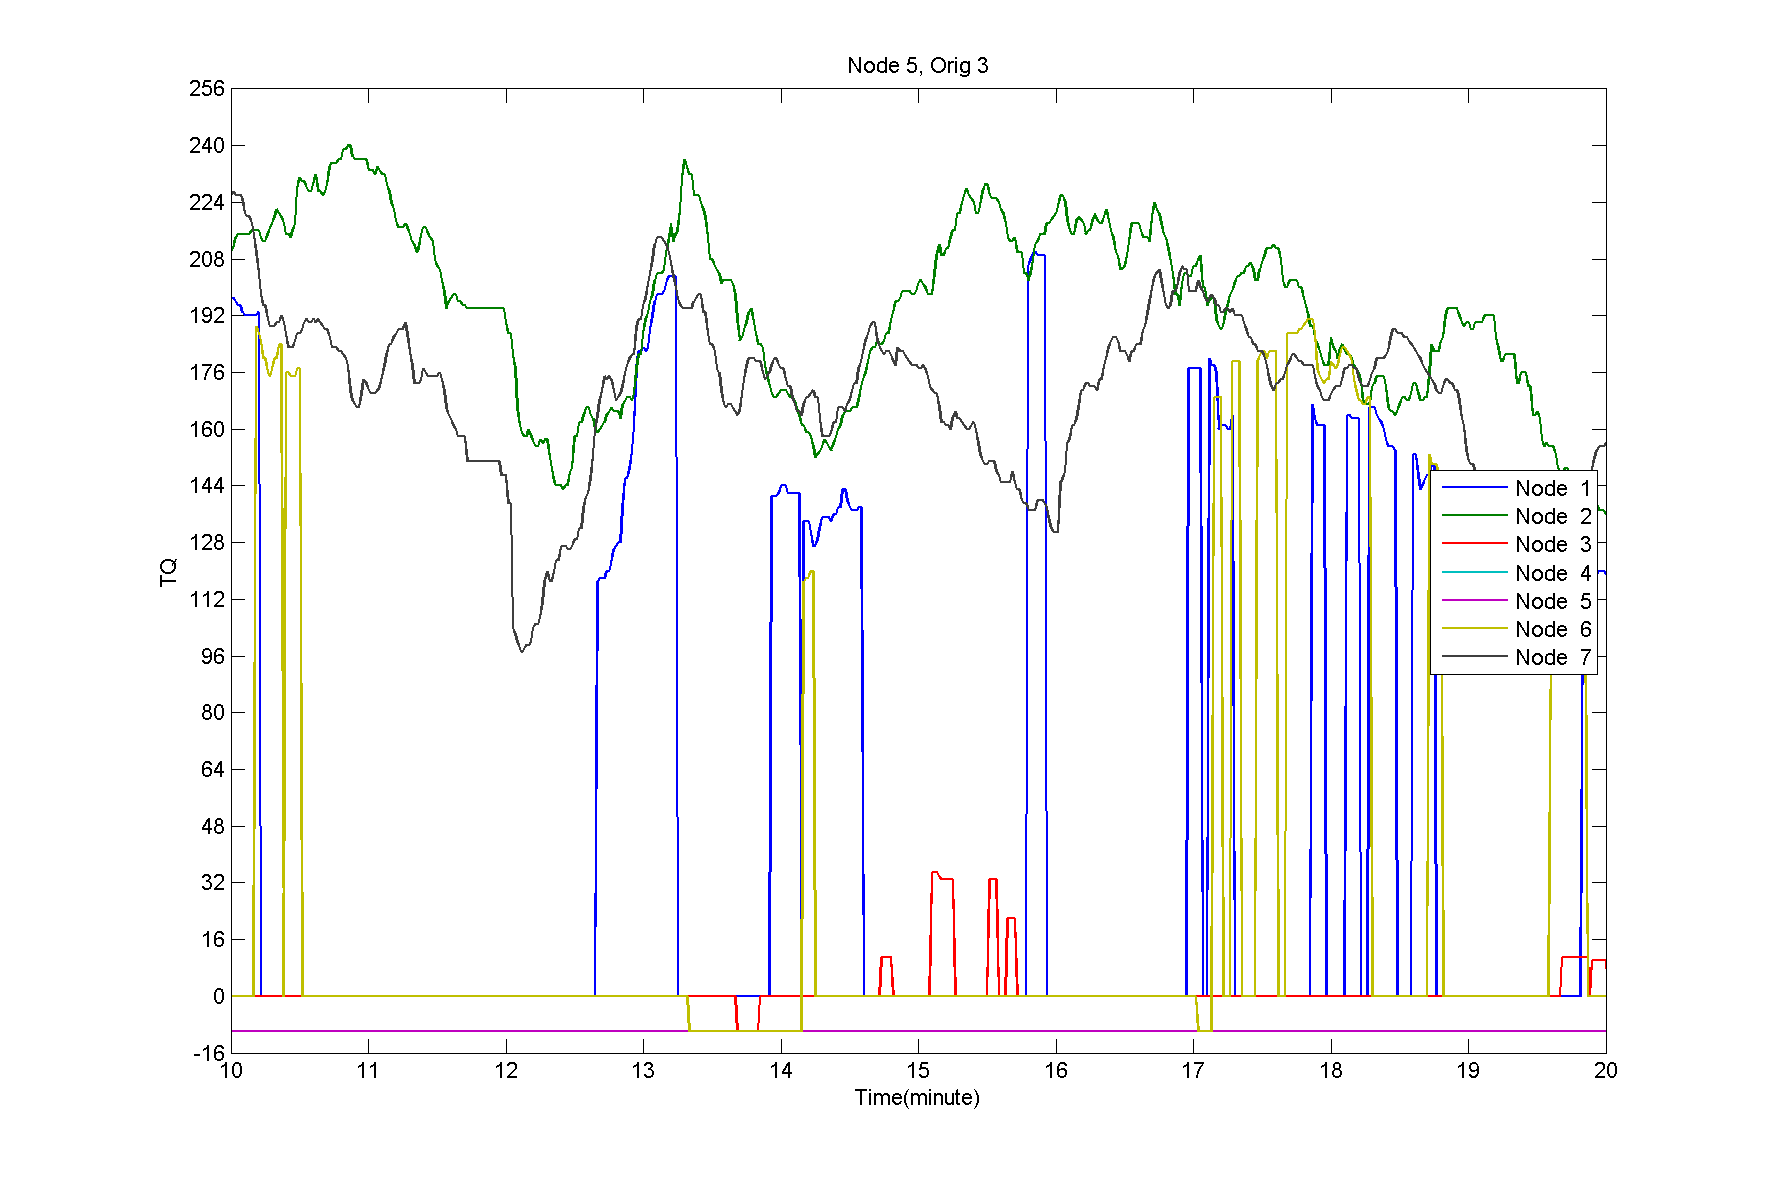 Node 5, Orig 3
256
240
224
208
192
176
160
144
128
112
96
80
64
48
32
16
0
-16
TQ
Node 1
Node 2
Node 3
Node 4
Node 5
Node 6
Node 7
10 11 12 13 14 15 16 17 18 19 20
Time(minute)